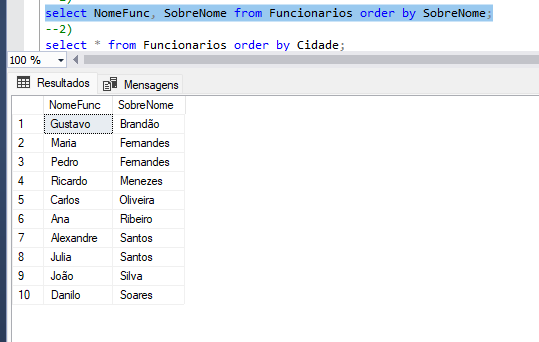 select NomeFunc, SobreNome from Funcionarios order by SobreNome;
--2)
select * from Funcionarios order by Cidade;
100 %
Resultados Mensagens
NomeFunc SobreNome
1 Gustavo Brandão
2 Maria Fernandes
3 Pedro Fernandes
4 Ricardo Menezes
5 Carlos Oliveira
6 Ana Ribeiro
7 Alexandre Santos
8 Julia Santos
9 João Silva
10 Danilo Soares